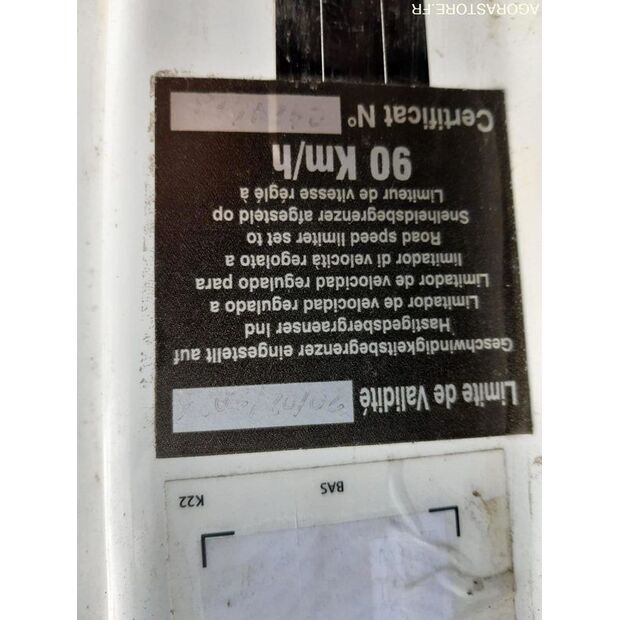 AGORASTORE.FR
K22
BAS
Limite de Validité
Geschwindigkeitsbegrenzer eingestellt auf
Hastigedsbergraenser Ind
Limitador de velocidad regulado a
Limitador de velocidad regulado para
limitador di velocità regolato a
Road speed limiter set to
Snelheidsbegrenzer afgesteld op
Limiteur de vitesse réglé à
90 Km/h
Certificat N°